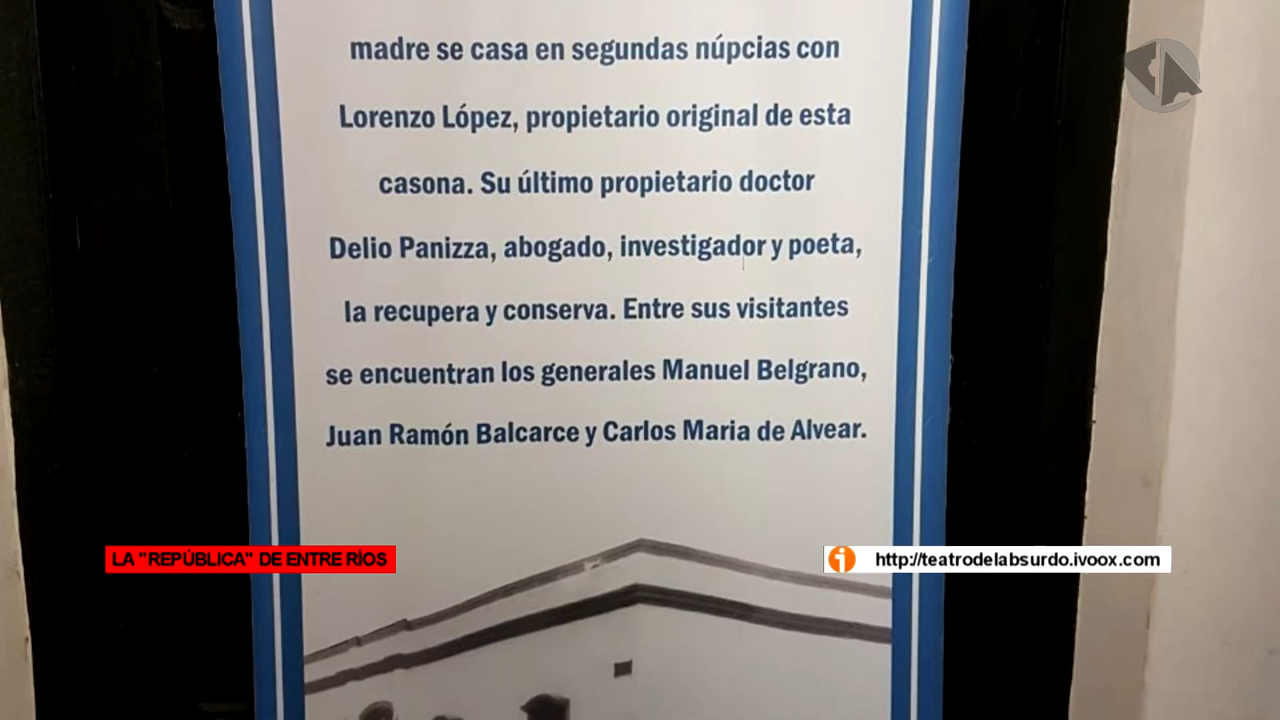 madre se casa en segundas núpcias con
Lorenzo López, propietario original de esta
casona. Su último propietario doctor
Delio Panizza, abogado, investigador y poeta,
la recupera y conserva. Entre sus visitantes
se encuentran los generales Manuel Belgrano,
Juan Ramón Balcarce y Carlos Maria de Alvear.
LA "REPÚBLICA" DE ENTRE RÍOS
http://teatrodelabsurdo.ivoox.com